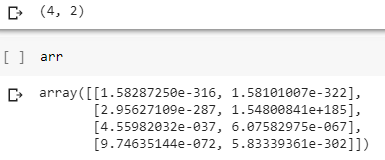 (4, 2)
[ ] arr
array([[1.58287250e-316, 1.58101007e-322],
[2.95627109e-287, 1.54800841e+185],
[4.55982032e-037, 6.07582975e-067],
[9.74635144e-072, 5.83339361e-302]])